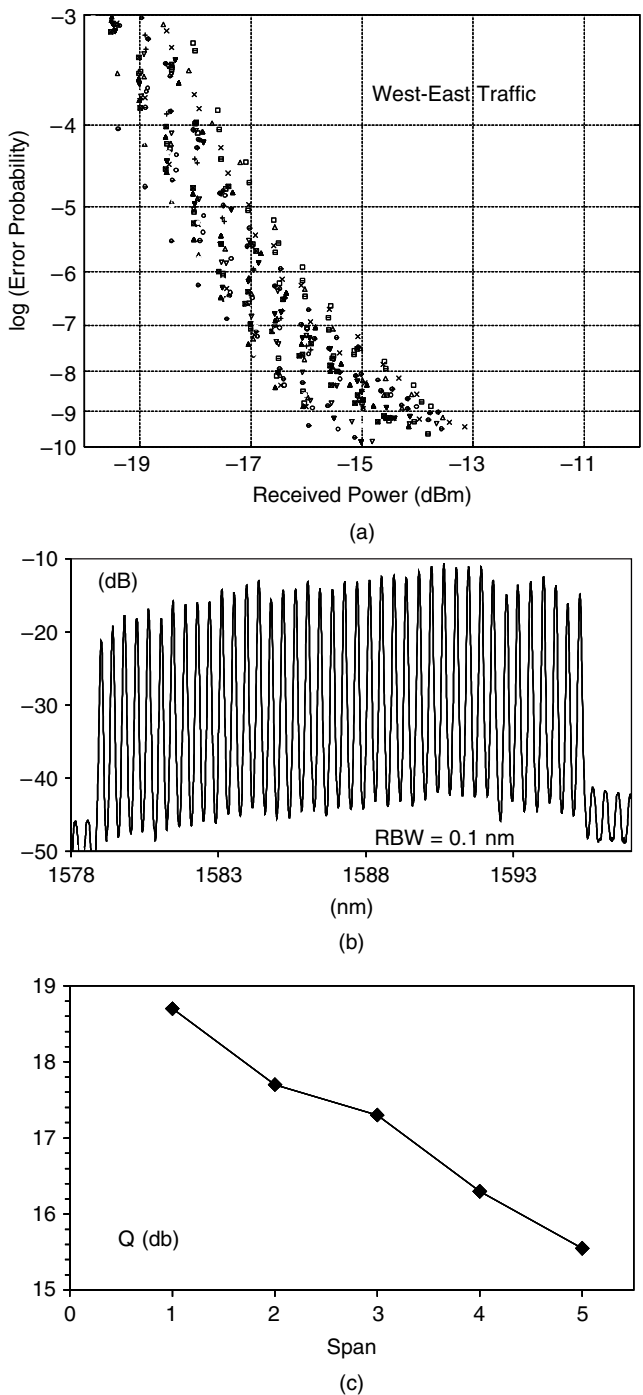 −3
−4
−5
−6
−7
−8
−9
−10
log (Error Probability)
West-East Traffic
−19 −17 −15 −13 −11
Received Power (dBm)
(a)
−10
−20
−30
−40
−50
(dB)
RBW = 0.1 nm
1578 1583 1588 1593
(nm)
(b)
19
18
17
16
15
Q (db)
0 1 2 3 4 5
Span
(c)